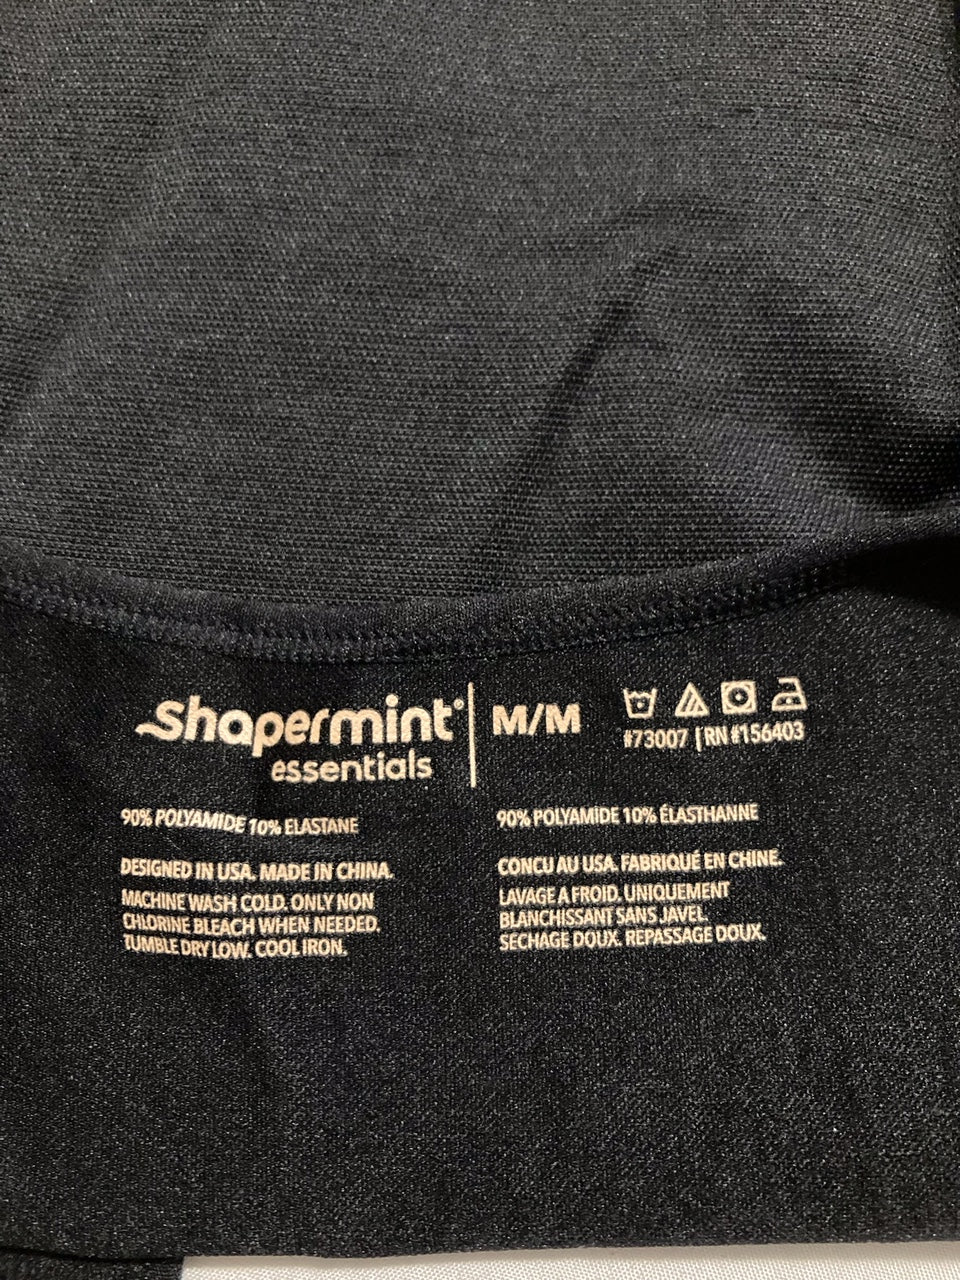 shapermint®
essentials
M/M
#73007 | RN #156403
90% POLYAMIDE 10% ELASTANE
DESIGNED IN USA. MADE IN CHINA.
MACHINE WASH COLD. ONLY NON
CHLORINE BLEACH WHEN NEEDED.
TUMBLE DRY LOW. COOL IRON.
90% POLYAMIDE 10% ÉLASTHANNE
CONCU AU USA. FABRIQUÉ EN CHINE.
LAVAGE A FROID. UNIQUEMENT
BLANCHISSANT SANS JAVEL.
SECHAGE DOUX. REPASSAGE DOUX.